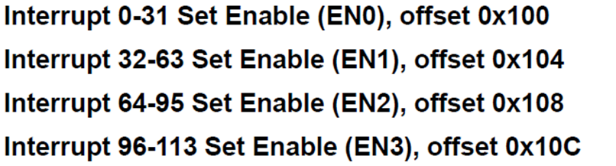 Interrupt 0-31 Set Enable (EN0), offset 0x100
Interrupt 32-63 Set Enable (EN1), offset 0x104
Interrupt 64-95 Set Enable (EN2), offset 0x108
Interrupt 96-113 Set Enable (EN3), offset 0x10C